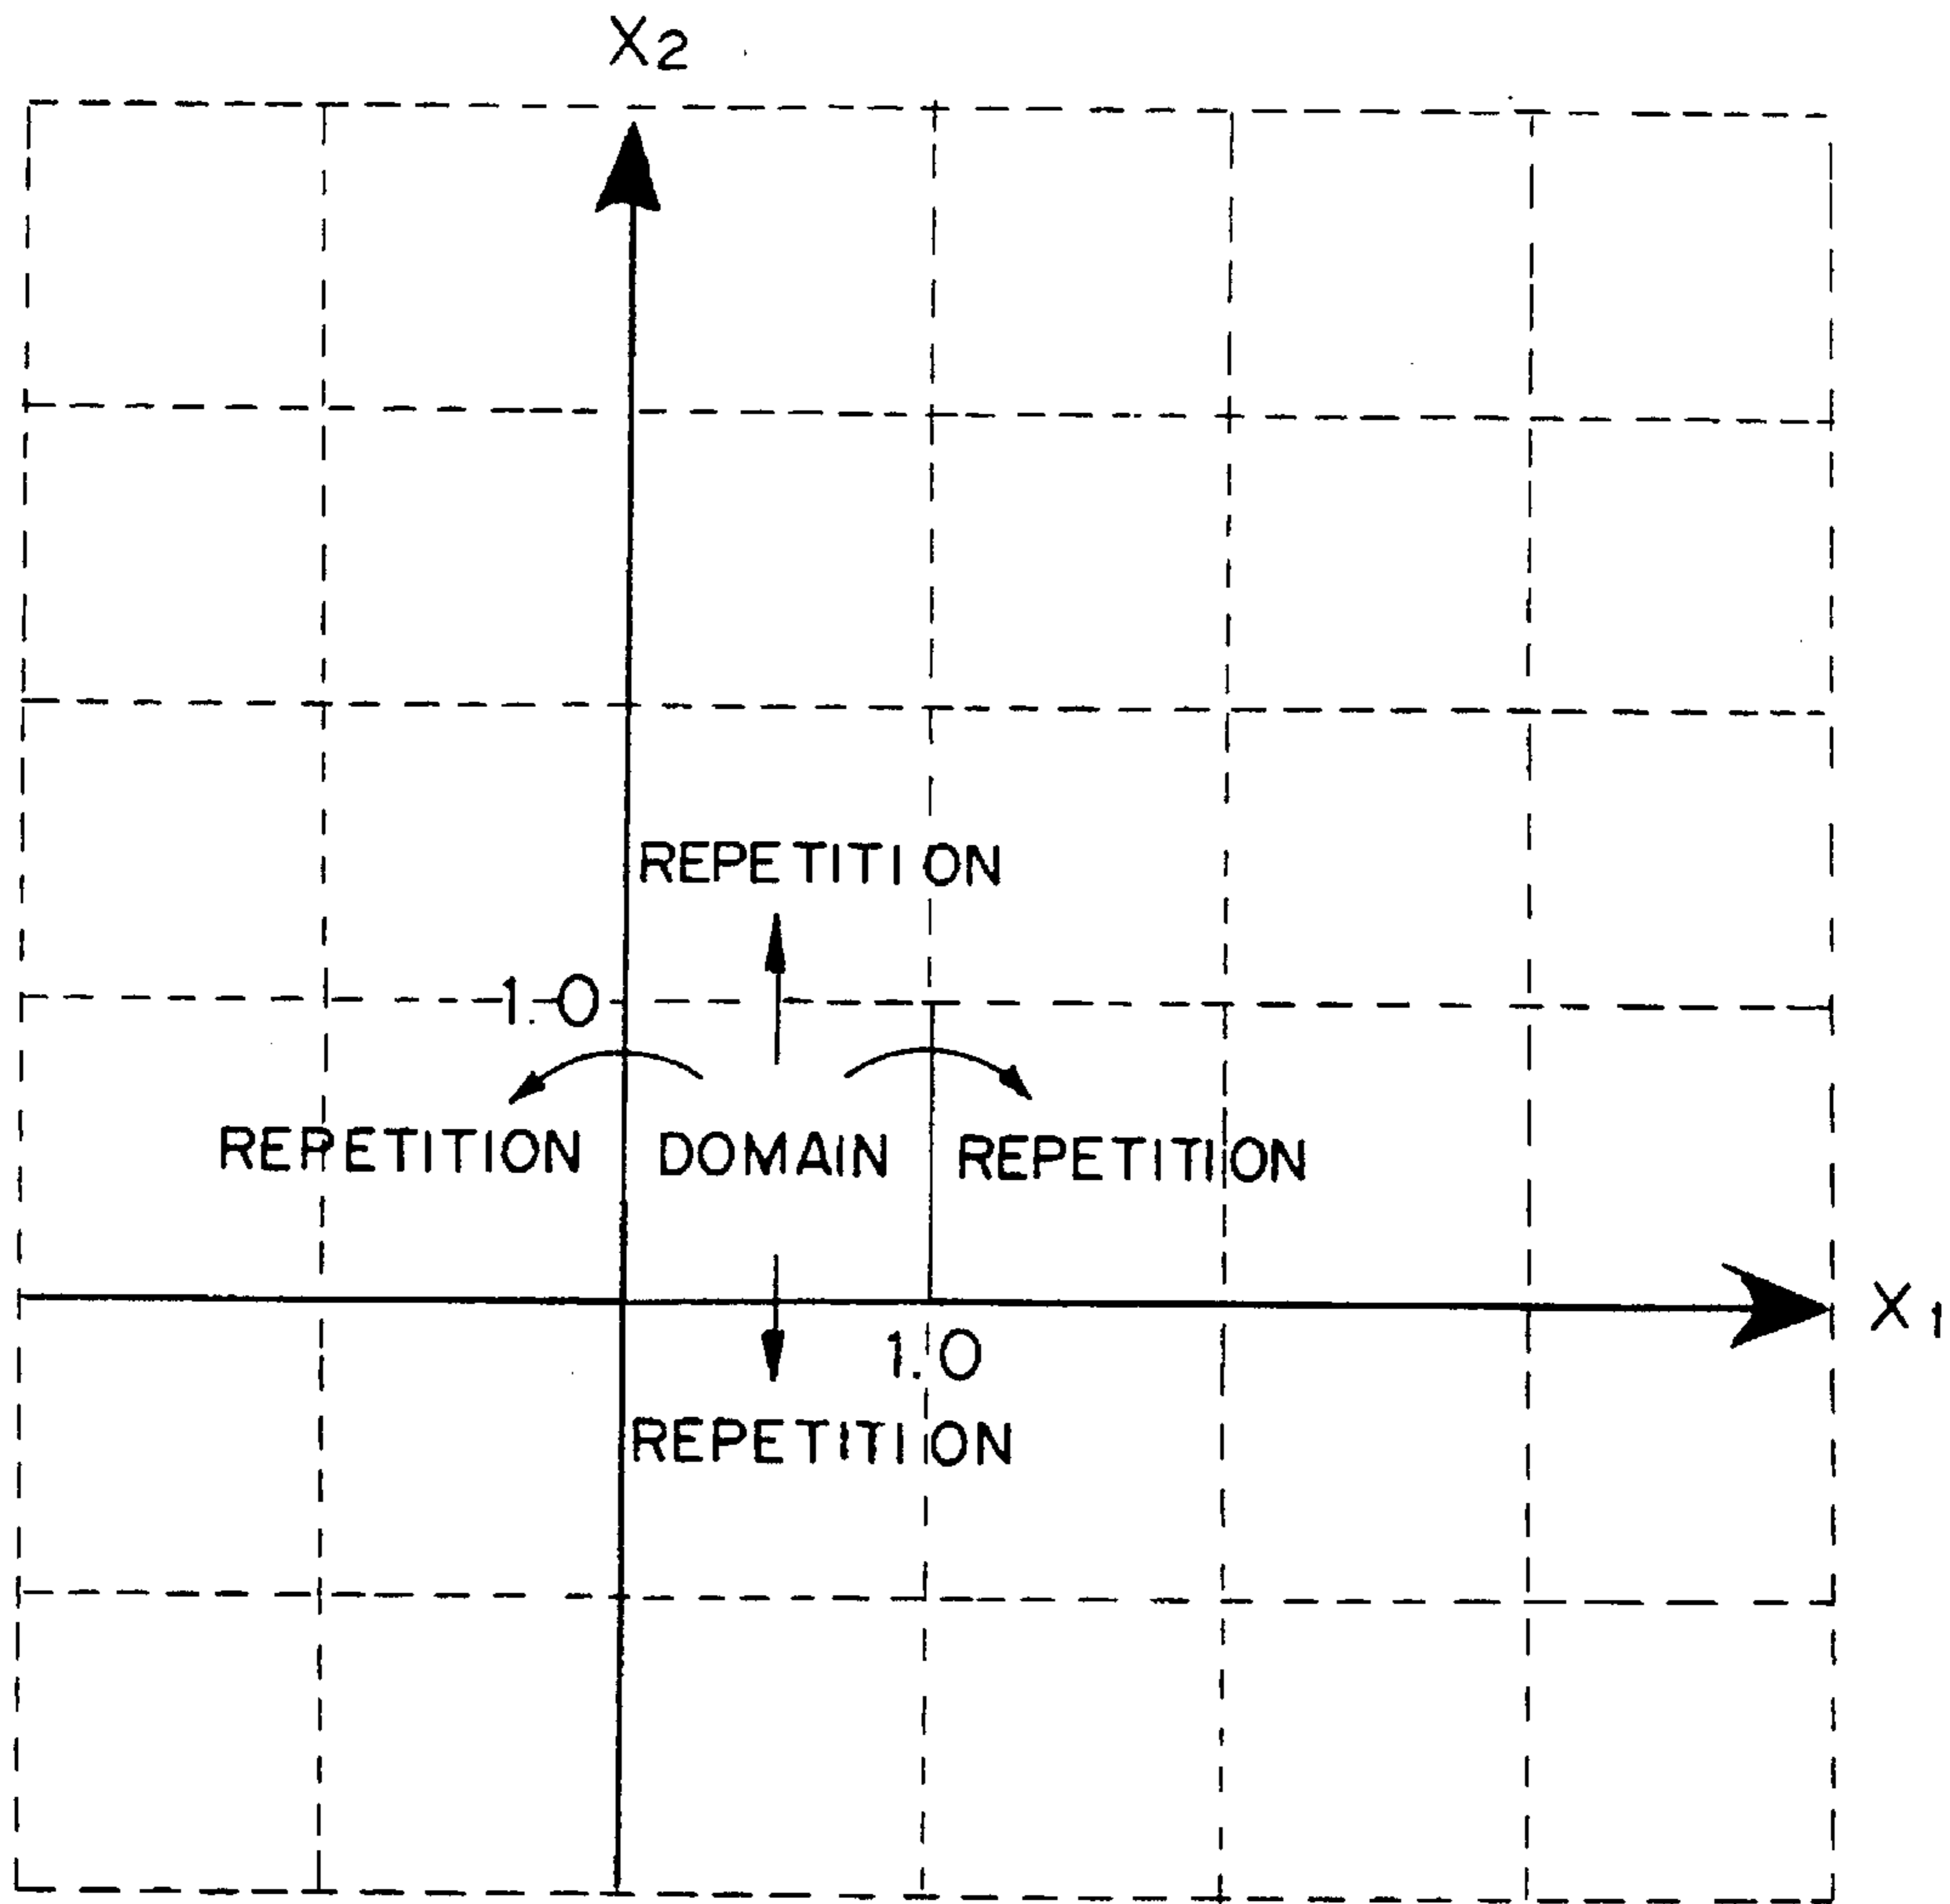 X2
REPETITION
1.0
REPETITION DOMAIN REPETITION
X1
1.0
REPETITION